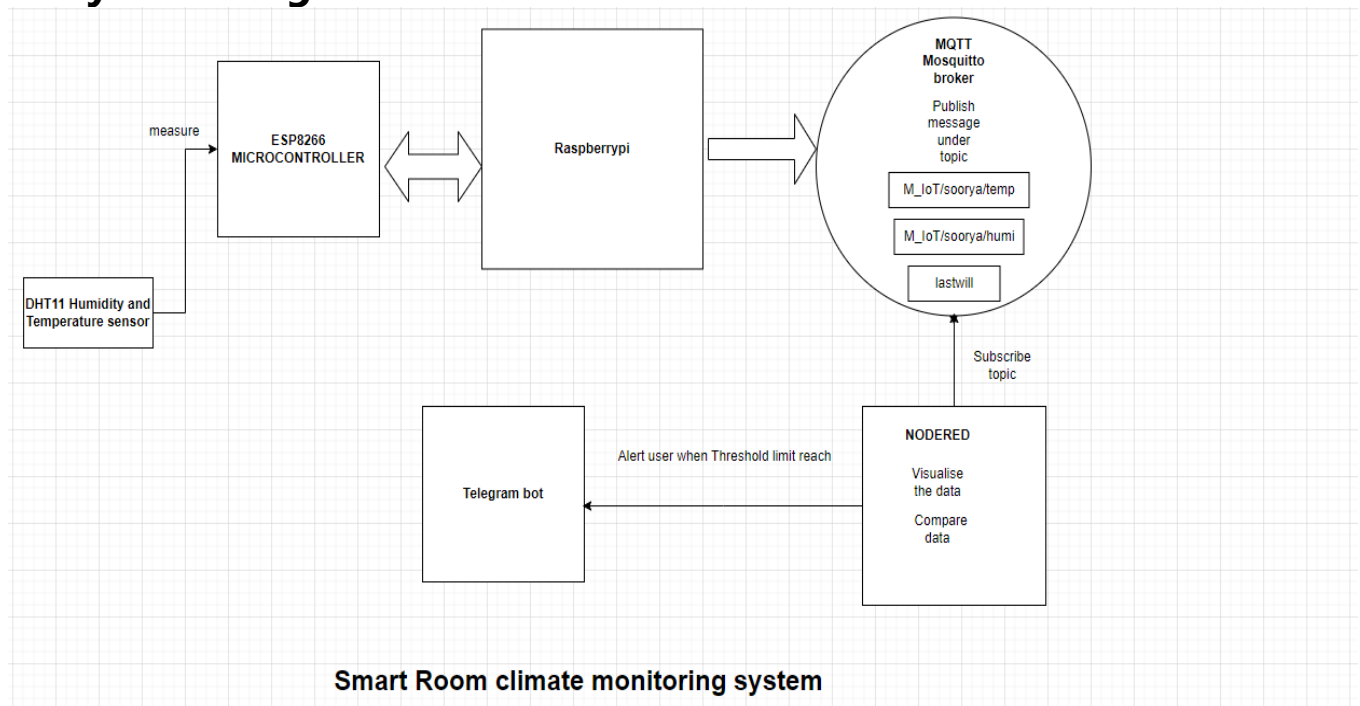 measure
ESP8266
MICROCONTROLLER
DHT11 Humidity and
Temperature sensor
Raspberrypi
MQTT
Mosquitto
broker
Publish
message
under
topic
M_IoT/soorya/temp
M_IoT/soorya/humi
lastwill
Subscribe
topic
NODERED
Visualise
the data
Compare
data
Alert user when Threshold limit reach
Telegram bot
Smart Room climate monitoring system